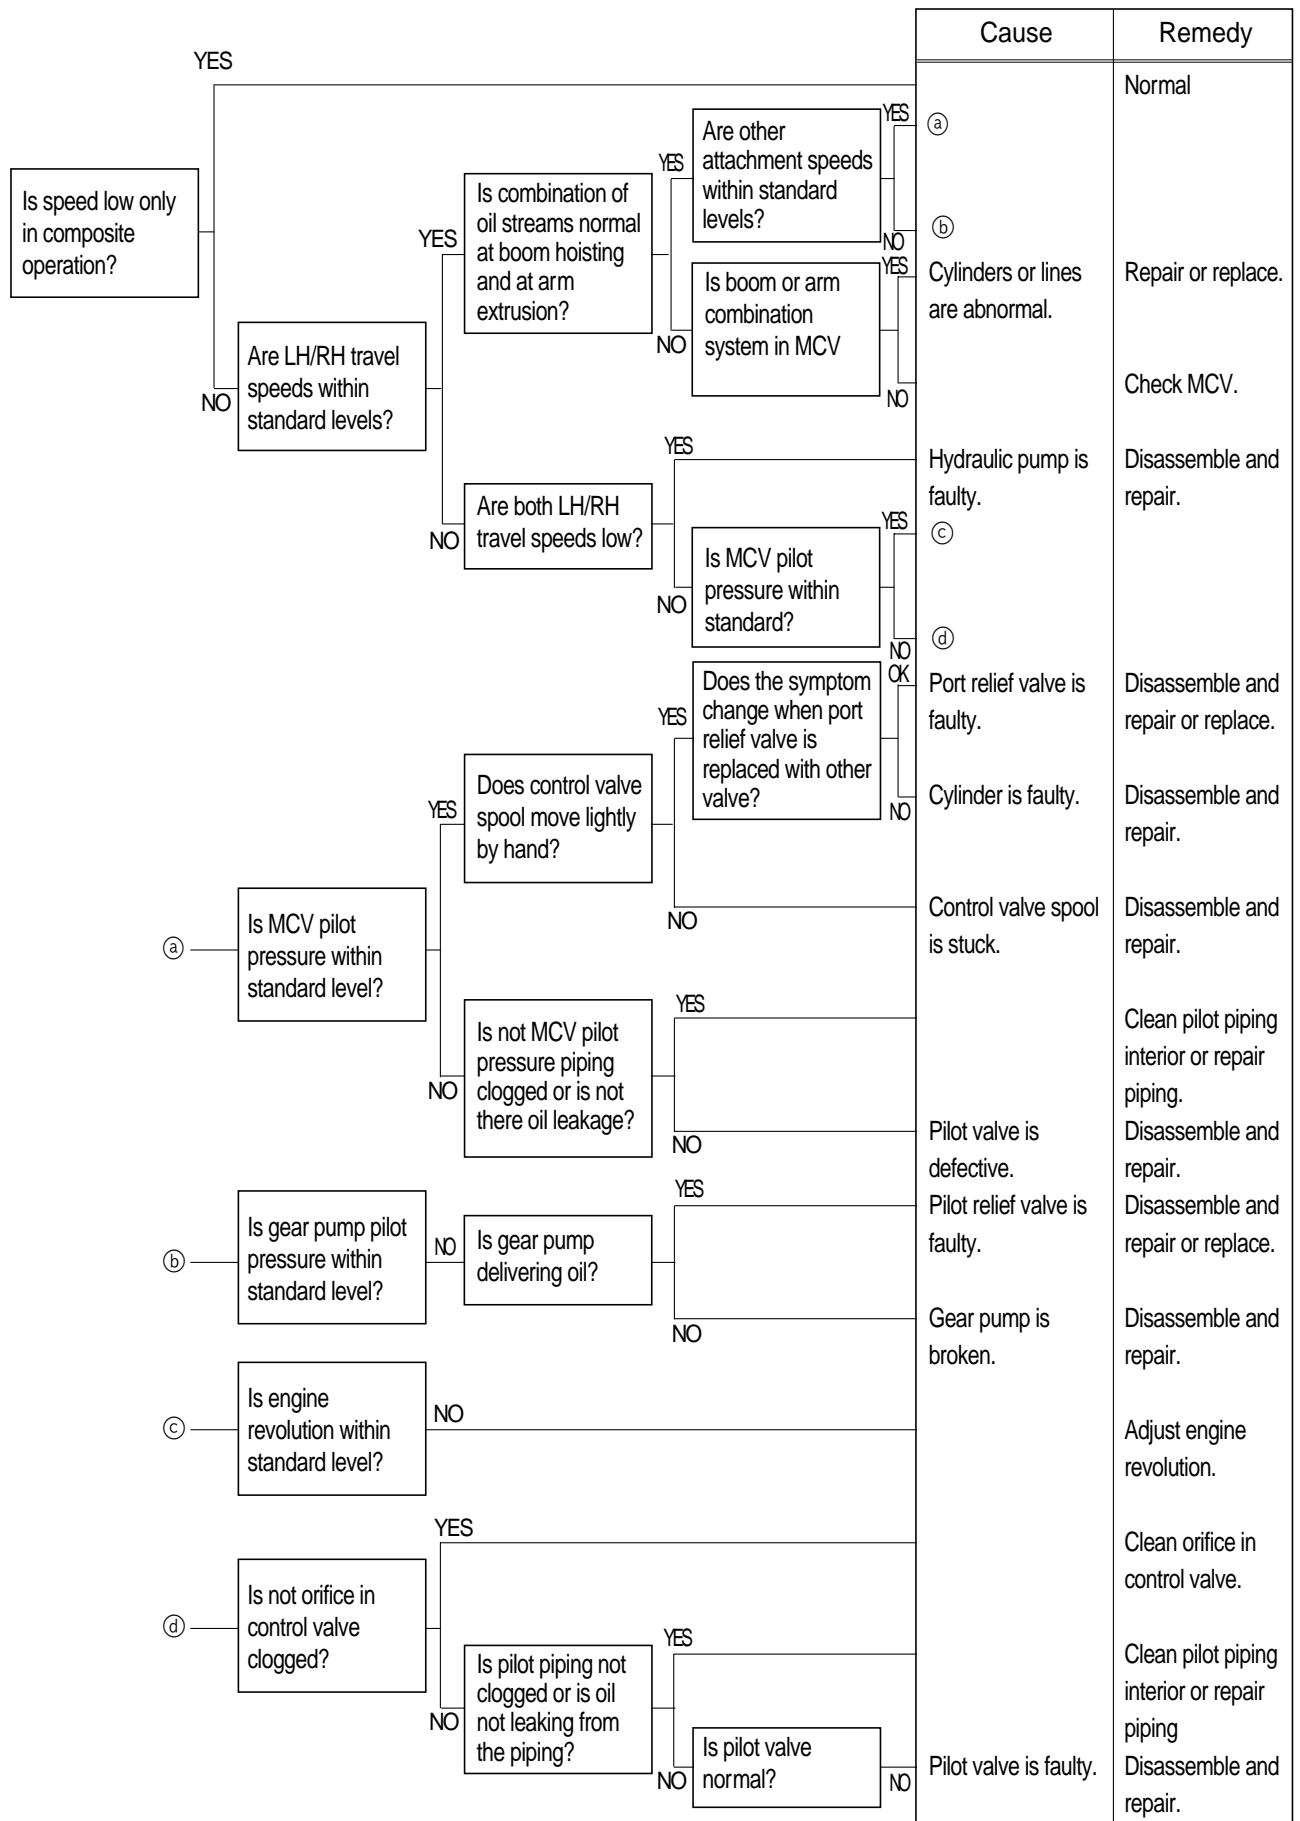 Cause
Remedy
YES
Normal
Is speed low only
in composite
operation?
NO
Are LH/RH travel
speeds within
standard levels?
YES
Is combination of
oil streams normal
at boom hoisting
and at arm
extrusion?
YES
Are other
attachment speeds
within standard
levels?
YES
ⓐ
NO
ⓑ
NO
Is boom or arm
combination
system in MCV
YES
Cylinders or lines
are abnormal.
Repair or replace.
NO
Check MCV.
NO
Are both LH/RH
travel speeds low?
YES
Hydraulic pump is
faulty.
Disassemble and
repair.
NO
Is MCV pilot
pressure within
standard?
YES
ⓒ
NO
ⓓ
ⓐ
Is MCV pilot
pressure within
standard level?
YES
Does control valve
spool move lightly
by hand?
YES
Does the symptom
change when port
relief valve is
replaced with other
valve?
OK
Port relief valve is
faulty.
Disassemble and
repair or replace.
NO
Cylinder is faulty.
Disassemble and
repair.
NO
Control valve spool
is stuck.
Disassemble and
repair.
NO
Is not MCV pilot
pressure piping
clogged or is not
there oil leakage?
YES
Clean pilot piping
interior or repair
piping.
NO
Pilot valve is
defective.
Disassemble and
repair.
ⓑ
Is gear pump pilot
pressure within
standard level?
NO
Is gear pump
delivering oil?
YES
Pilot relief valve is
faulty.
Disassemble and
repair or replace.
NO
Gear pump is
broken.
Disassemble and
repair.
ⓒ
Is engine
revolution within
standard level?
NO
Adjust engine
revolution.
ⓓ
Is not orifice in
control valve
clogged?
YES
Clean orifice in
control valve.
NO
Is pilot piping not
clogged or is oil
not leaking from
the piping?
YES
Clean pilot piping
interior or repair
piping
NO
Is pilot valve
normal?
NO
Pilot valve is faulty.
Disassemble and
repair.